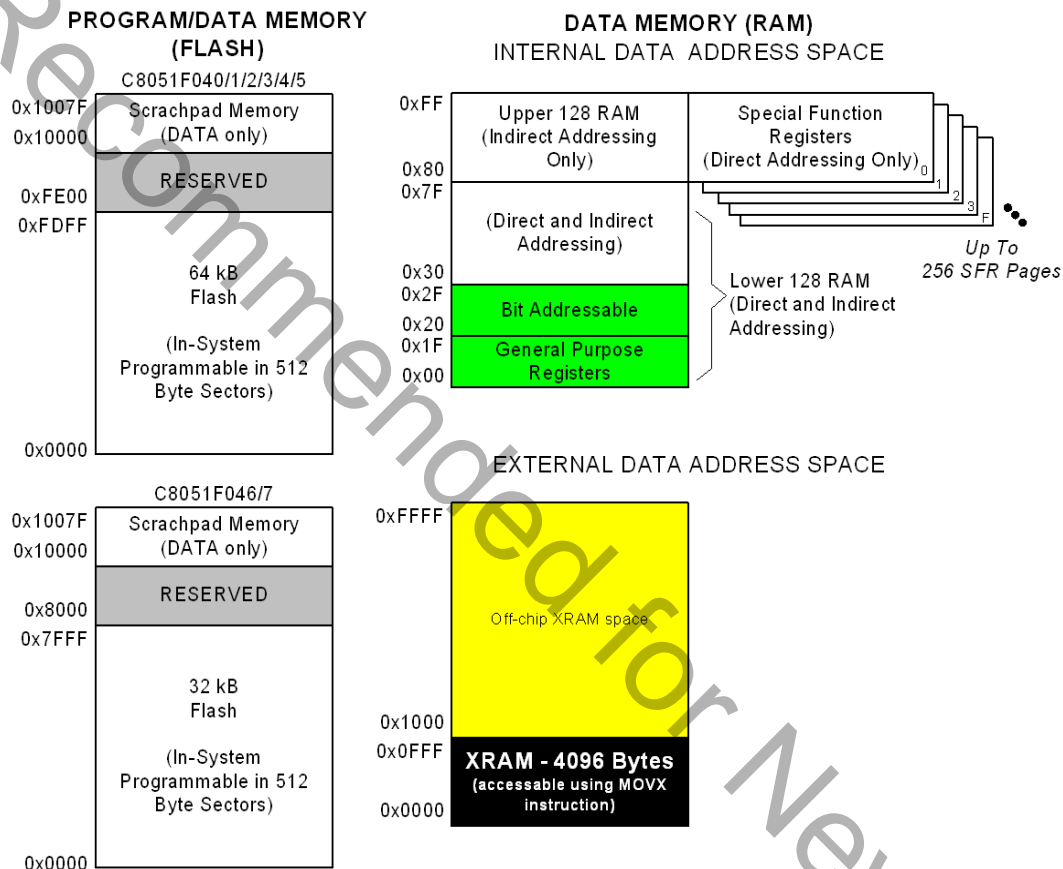 PROGRAM/DATA MEMORY
(FLASH)
C8051F040/1/2/3/4/5
0x1007F
0x10000
Scrachpad Memory
(DATA only)
RESERVED
0xFE00
0xFDFF
64 kB
Flash
(In-System
Programmable in 512
Byte Sectors)
0x0000
C8051F046/7
0x1007F
0x10000
Scrachpad Memory
(DATA only)
RESERVED
0x8000
0x7FFF
32 kB
Flash
(In-System
Programmable in 512
Byte Sectors)
0x0000
DATA MEMORY (RAM)
INTERNAL DATA ADDRESS SPACE
0xFF
Upper 128 RAM
(Indirect Addressing
Only)
0x80
Special Function
Registers
(Direct Addressing Only)
0
1
2
3
F
Up To
256 SFR Pages
0x7F
(Direct and Indirect
Addressing)
0x30
0x2F
Bit Addressable
0x20
0x1F
General Purpose
Registers
0x00
Lower 128 RAM
(Direct and Indirect
Addressing)
EXTERNAL DATA ADDRESS SPACE
0xFFFF
Off-chip XRAM space
0x1000
0x0FFF
XRAM - 4096 Bytes
(accessable using MOVX
instruction)
0x0000
Recommended for New